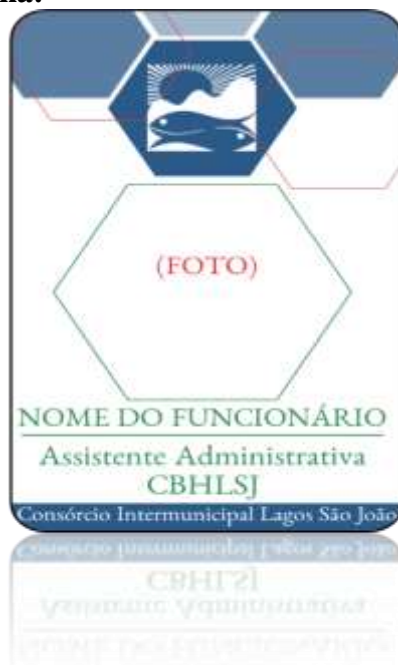 (FOTO)
NOME DO FUNCIONÁRIO
Assistente Administrativa
CBHLSJ
Consórcio Intermunicipal Lagos São João